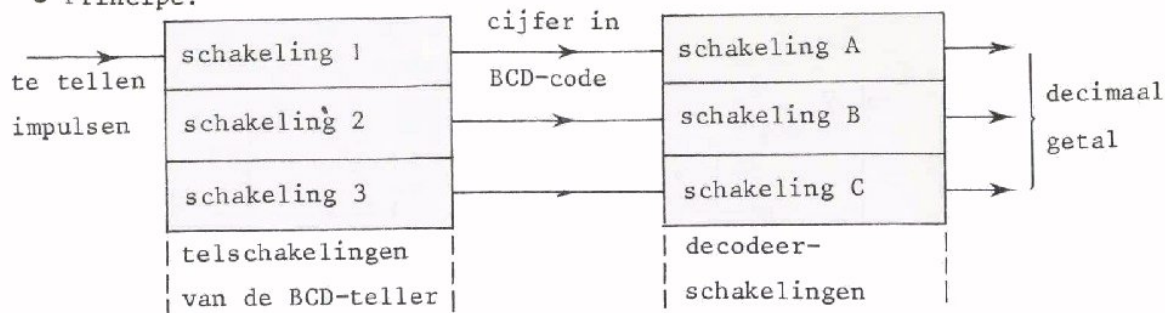 Principe:
schakeling 1
cijfer in
schakeling A
te tellen
BCD-code
decimaal
impulsen
schakeling 2
schakeling B
getal
schakeling 3
schakeling C
telschakelingen
decodeer-
van de BCD-teller
schakelingen